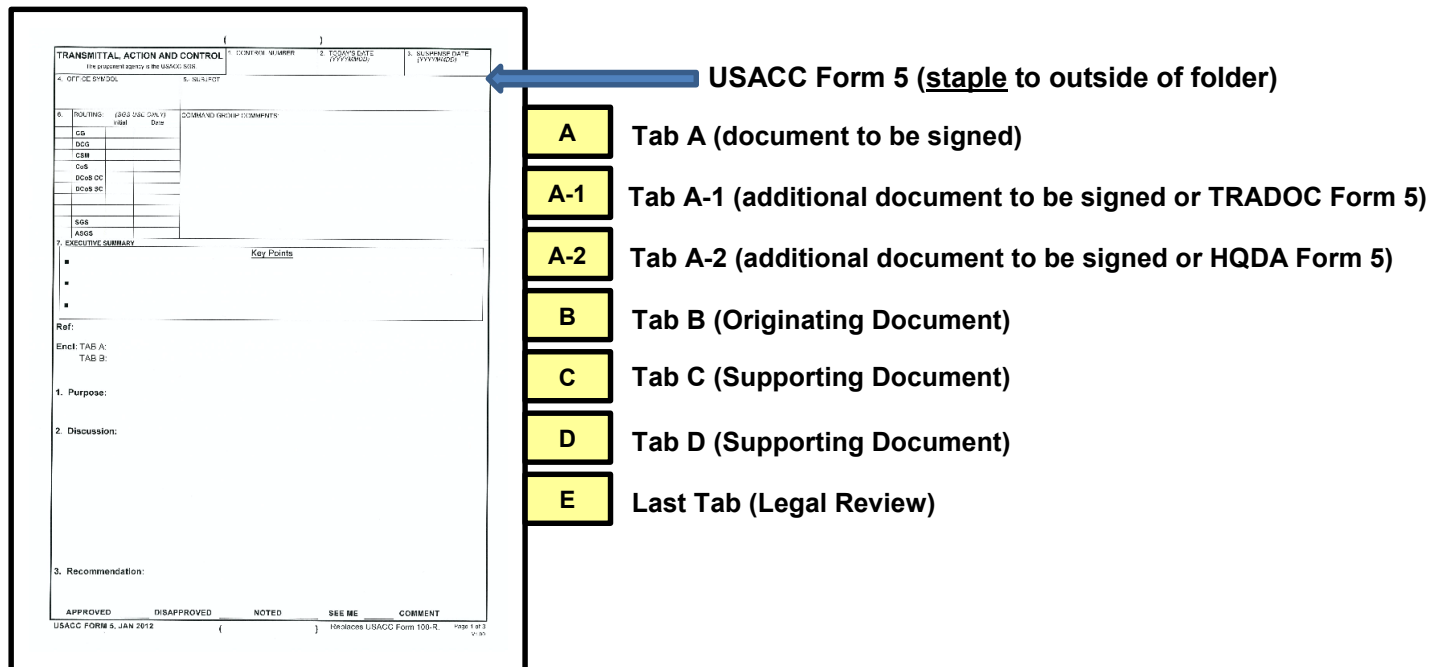 ( )
TRANSMITTAL, ACTION AND CONTROL
The proponent agency is the USACC SGS.
1. CONTROL NUMBER
2. TODAY'S DATE
(YYYYMMDD)
3. SUSPENSE DATE
(YYYYMMDD)
4. OFFICE SYMBOL
5. SUBJECT
6. ROUTING: (SGS USE ONLY)
Initial Date
COMMAND GROUP COMMENTS:
CG
DCG
CSM
CoS
DCoS CC
DCoS SC
SGS
ASGS
7. EXECUTIVE SUMMARY
Key Points
Ref:
Encl: TAB A:
TAB B:
1. Purpose:
2. Discussion:
3. Recommendation:
APPROVED DISAPPROVED NOTED SEE ME COMMENT
USACC FORM 5, JAN 2012 ( ) Replaces USACC Form 100-R. Page 1 of 3
USACC Form 5 (staple to outside of folder)
A Tab A (document to be signed)
A-1 Tab A-1 (additional document to be signed or TRADOC Form 5)
A-2 Tab A-2 (additional document to be signed or HQDA Form 5)
B Tab B (Originating Document)
C Tab C (Supporting Document)
D Tab D (Supporting Document)
E Last Tab (Legal Review)